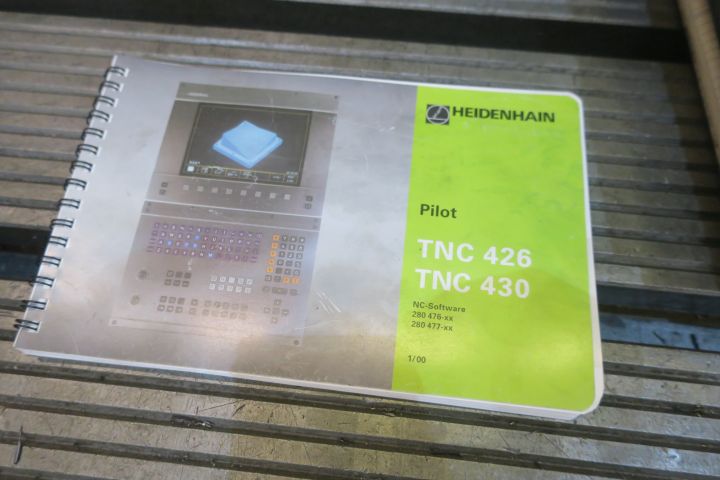 HEIDENHAIN
Pilot
TNC 426
TNC 430
NC-Software
280 476-xx
280 477-xx
1/00